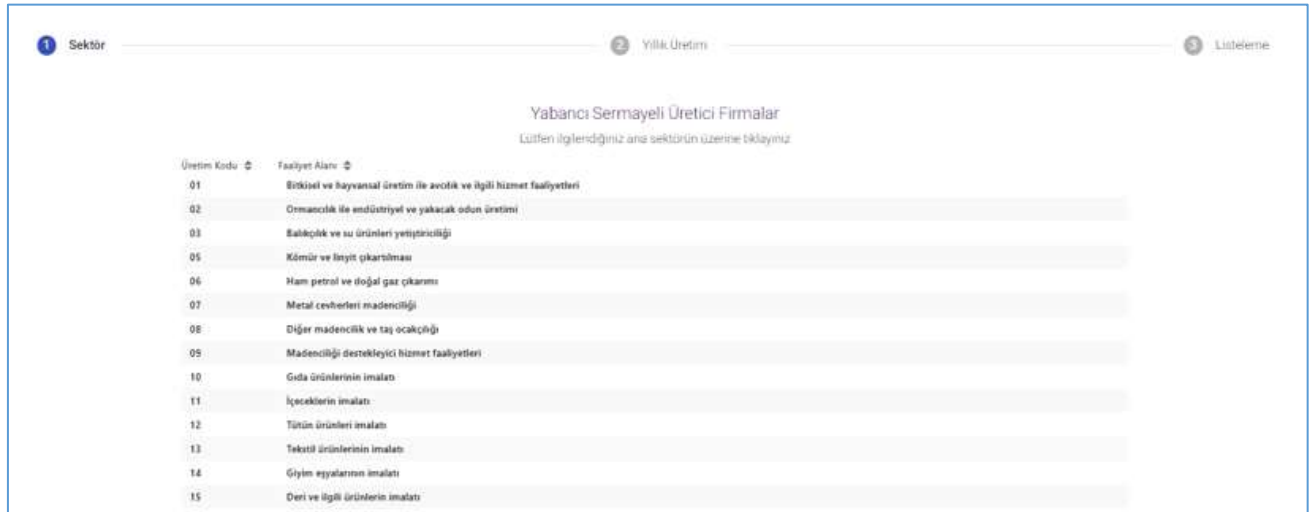 1 Sektör 2 Yıllık Üretim 3 Listeleme
Yabancı Sermayeli Üretici Firmalar
Lütfen ilgilendiğiniz ana sektörün üzerine tıklayınız
Üretim Kodu Faaliyet Alanı
01 Bitkisel ve hayvansal üretim ile avcılık ve ilgili hizmet faaliyetleri
02 Ormancılık ile endüstriyel ve yakacak odun üretimi
03 Balıkçılık ve su ürünleri yetiştiriciliği
05 Kömür ve linyit çıkartılması
06 Ham petrol ve doğal gaz çıkarımı
07 Metal cevherleri madenciliği
08 Diğer madencilik ve taş ocakçılığı
09 Madenciliği destekleyici hizmet faaliyetleri
10 Gıda ürünlerinin imalatı
11 İçeceklerin imalatı
12 Tütün ürünleri imalatı
13 Tekstil ürünlerinin imalatı
14 Giyim eşyalarının imalatı
15 Deri ve ilgili ürünlerin imalatı